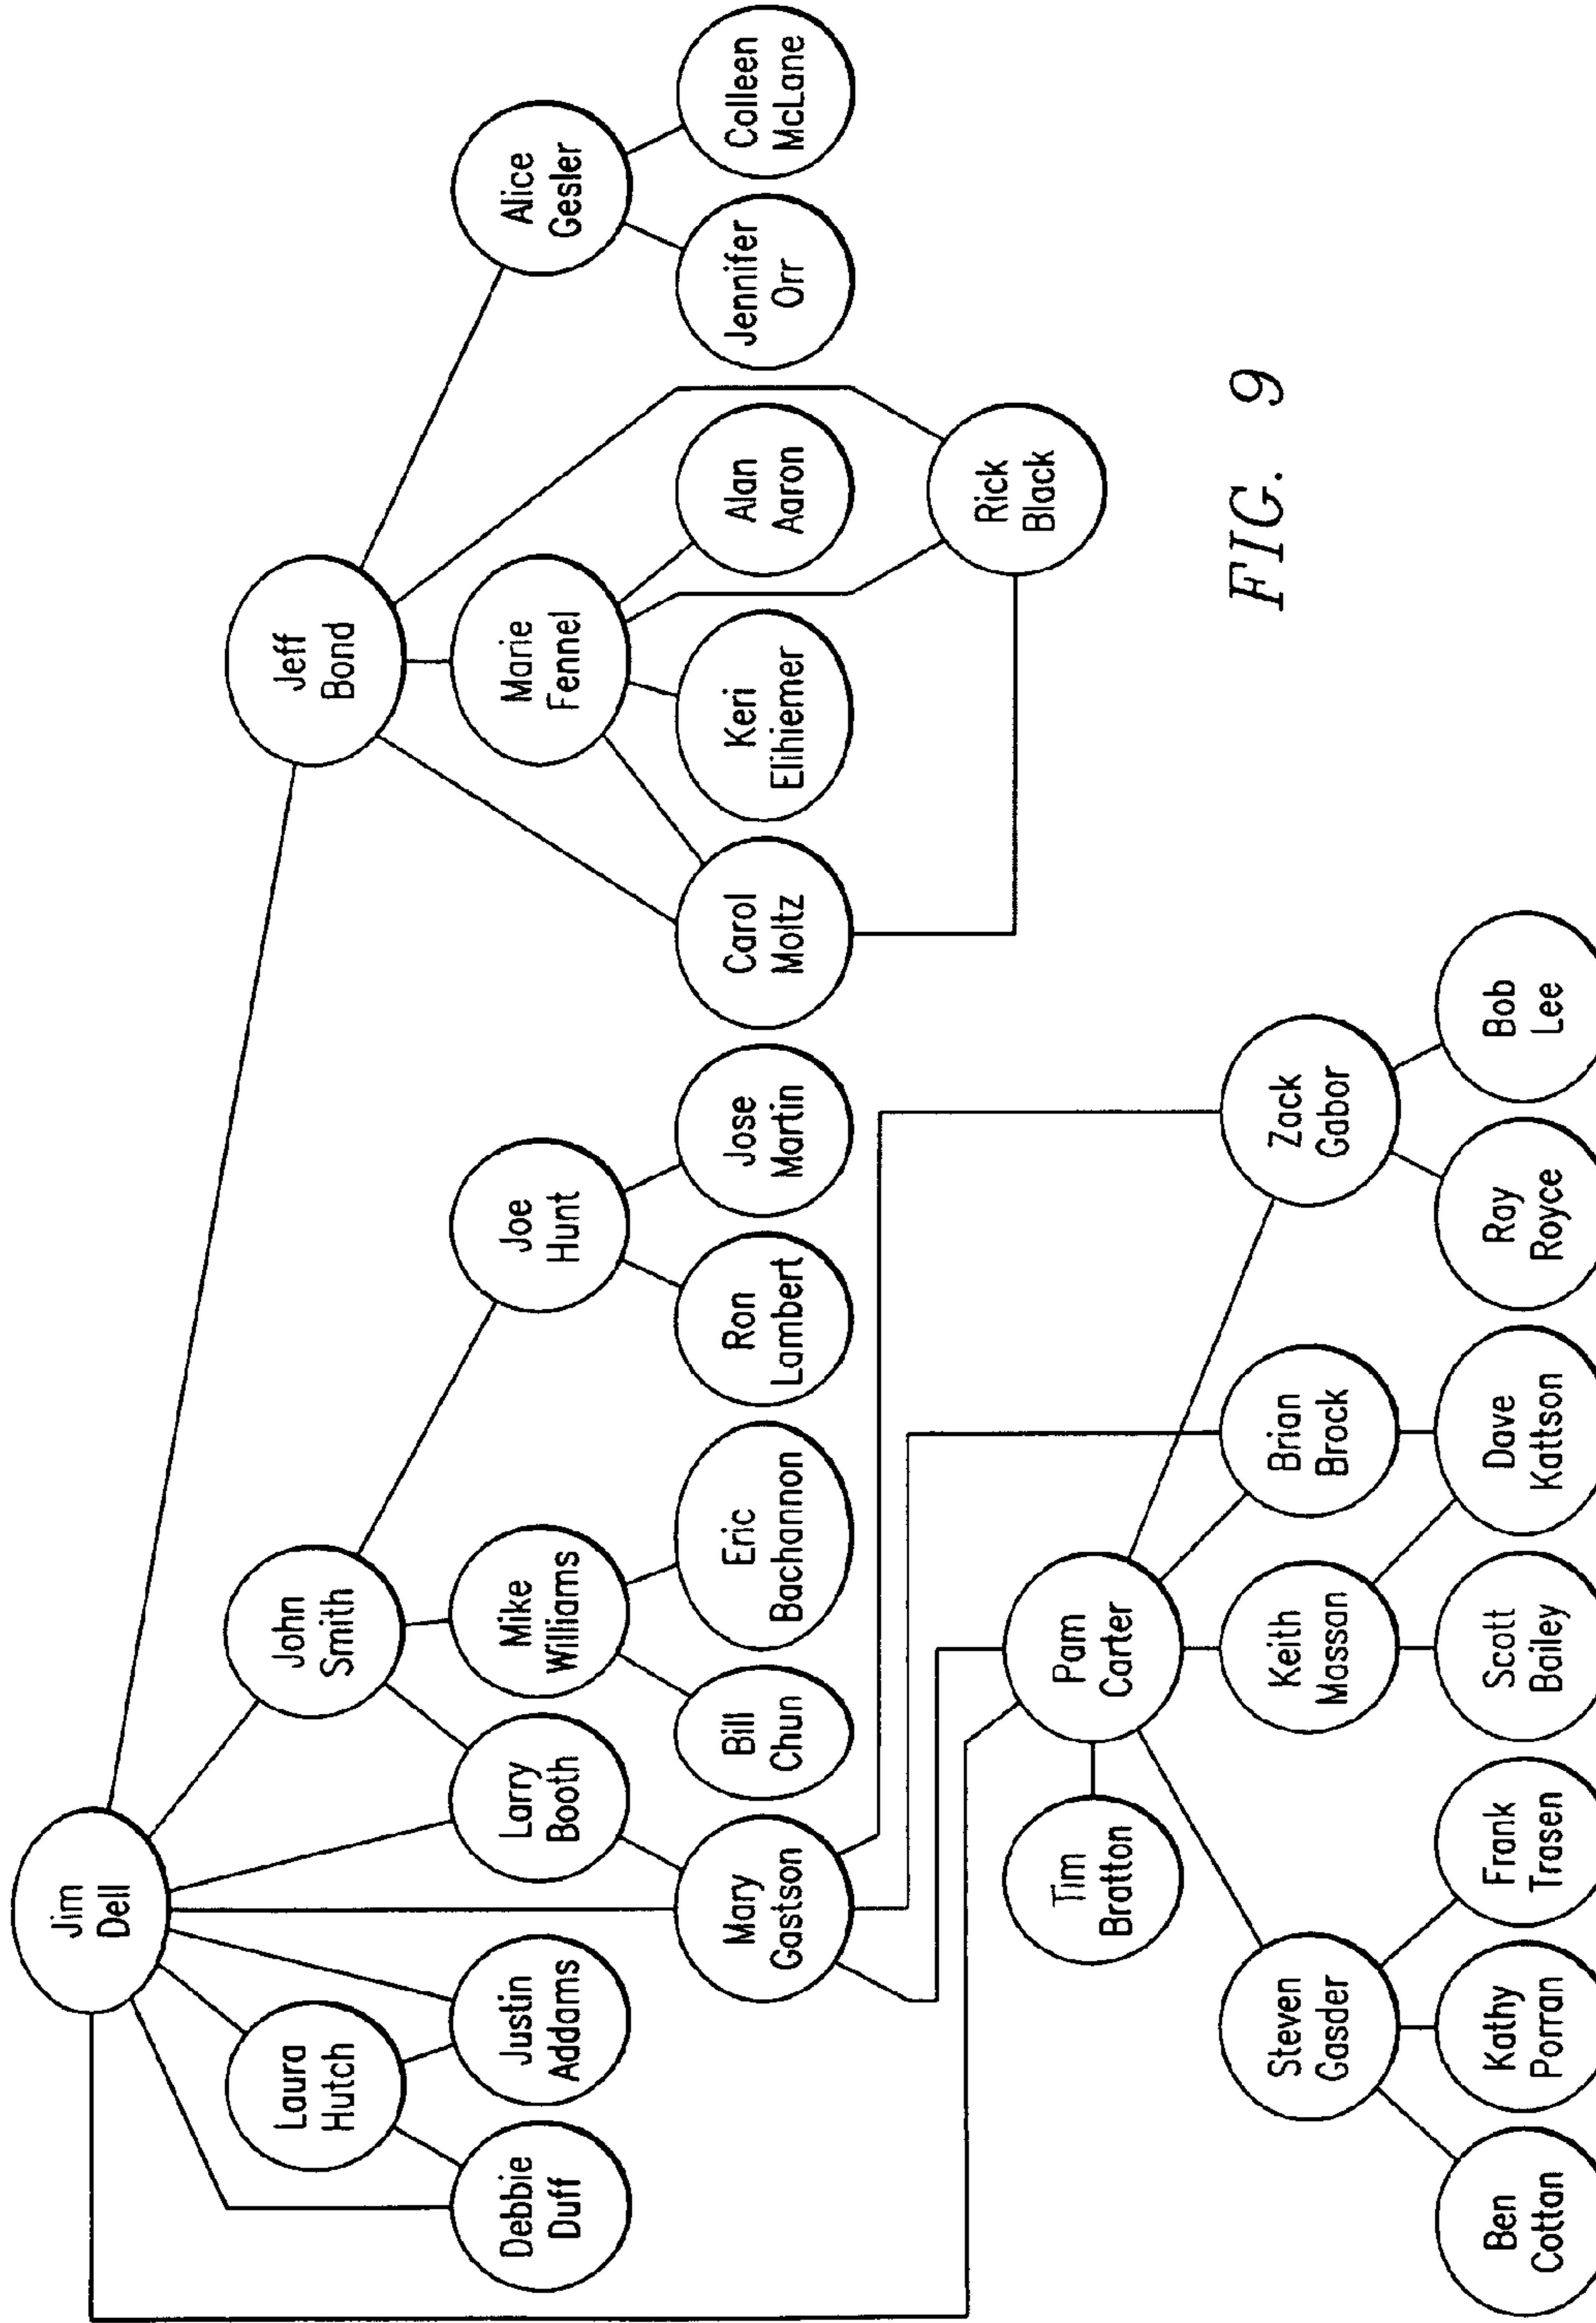 Jim
Dell
Laura
Hutch
John
Smith
Jeff
Bond
Debbie
Duff
Justin
Addams
Larry
Booth
Mike
Williams
Joe
Hunt
Marie
Fennel
Alice
Gesler
Mary
Gastson
Bill
Chun
Eric
Bachannon
Ron
Lambert
Jose
Martin
Carol
Moltz
Keri
Elihiemer
Alan
Aaron
Jennifer
Orr
Colleen
McLane
Tim
Bratton
Pam
Carter
Rick
Black
Steven
Gasder
Keith
Massan
Brian
Brock
Zack
Gabor
Ben
Cottan
Kathy
Porran
Frank
Trasen
Scott
Bailey
Dave
Kattson
Ray
Royce
Bob
Lee
FIG. 9